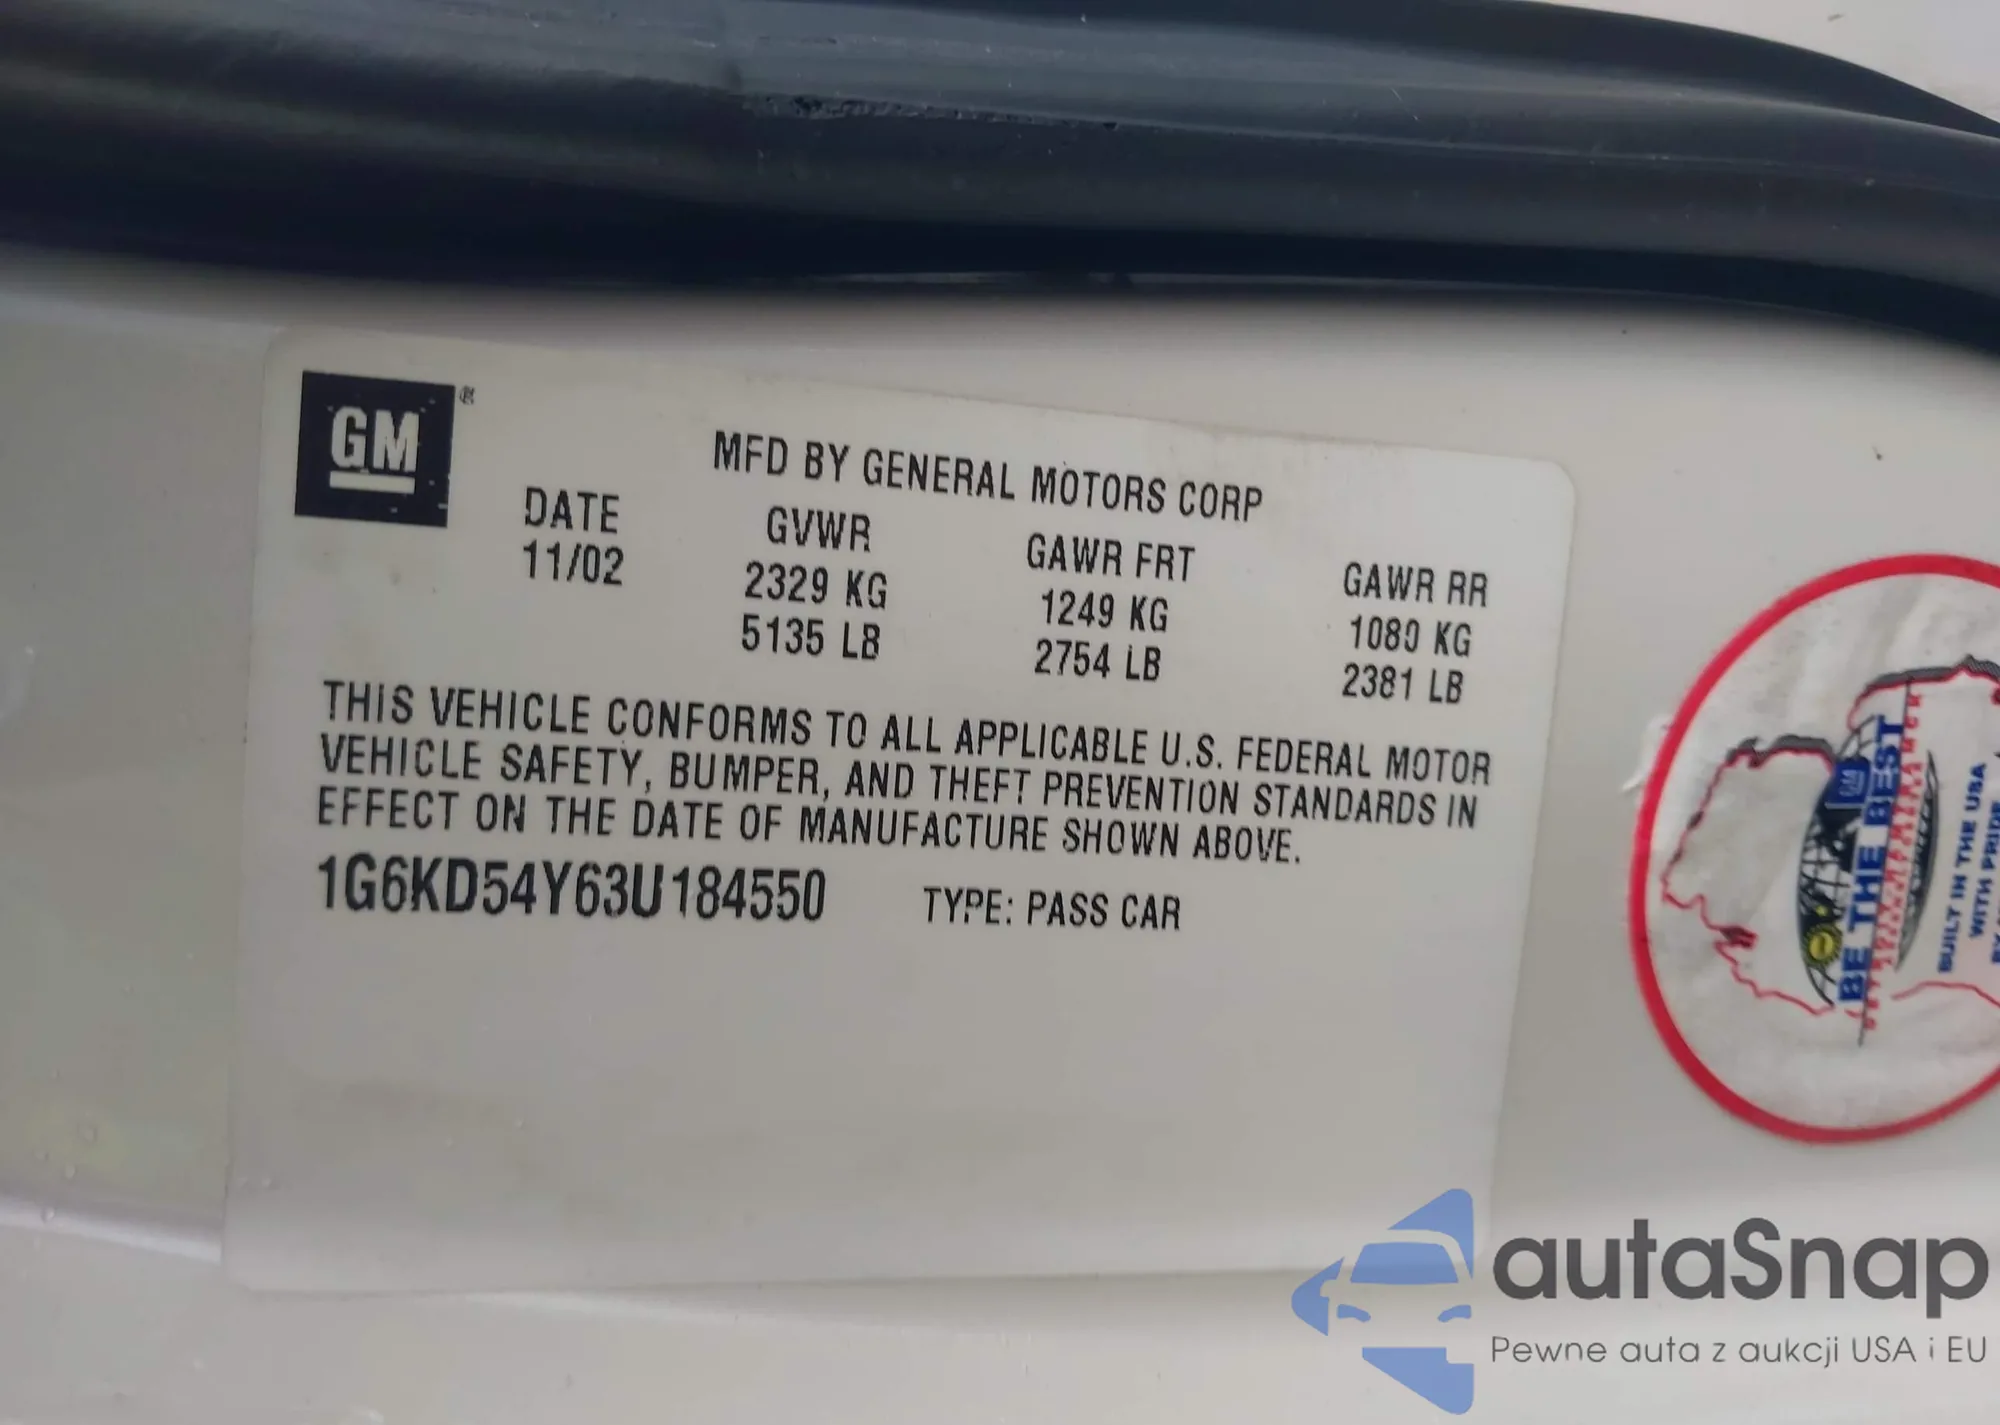 GM
MFD BY GENERAL MOTORS CORP
DATE GVWR GAWR FRT GAWR RR
11/02 2329 KG 1249 KG 1080 KG
5135 LB 2754 LB 2381 LB
THIS VEHICLE CONFORMS TO ALL APPLICABLE U.S. FEDERAL MOTOR
VEHICLE SAFETY, BUMPER, AND THEFT PREVENTION STANDARDS IN
EFFECT ON THE DATE OF MANUFACTURE SHOWN ABOVE.
1G6KD54Y63U184550 TYPE: PASS CAR
GM
BE THE BEST
BUILT IN THE USA
WITH PRIDE
autaSnap
Pewne auta z aukcji USA i EU